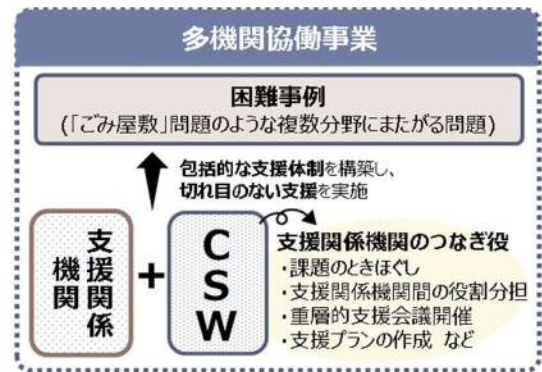 多機関協働事業
困難事例
(「ごみ屋敷」問題のような複数分野にまたがる問題)
包括的な支援体制を構築し、
切れ目のない支援を実施
支援関係
機関
+
CSW
支援関係機関のつなぎ役
・課題のときほぐし
・支援関係機関間の役割分担
・重層的支援会議開催
・支援プランの作成 など